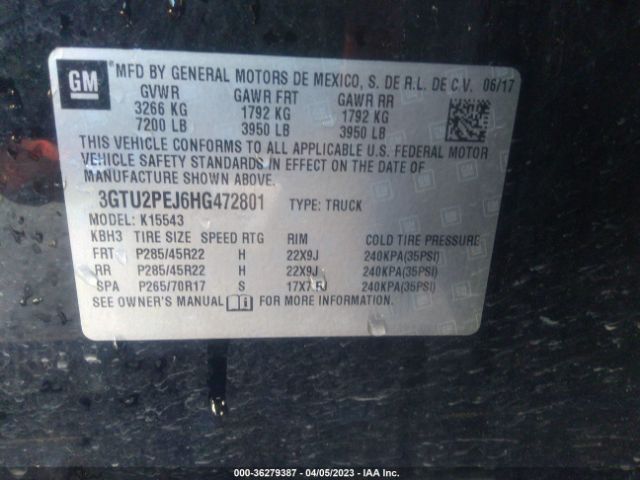 GM
MFD BY GENERAL MOTORS DE MEXICO, S. DE R.L. DE C.V. 06/17
GVWR GAWR FRT GAWR RR
3266 KG 1792 KG 1792 KG
7200 LB 3950 LB 3950 LB
THIS VEHICLE CONFORMS TO ALL APPLICABLE U.S. FEDERAL MOTOR
VEHICLE SAFETY STANDARDS IN EFFECT ON THE DATE OF
MANUFACTURE SHOWN ABOVE.
3GTU2PEJ6HG472801 TYPE: TRUCK
MODEL: K15543
KBH3 TIRE SIZE SPEED RTG RIM COLD TIRE PRESSURE
FRT P285/45R22 H 22X9J 240KPA(35PSI)
RR P285/45R22 H 22X9J 240KPA(35PSI)
SPA P265/70R17 S 17X7.5J 240KPA(35PSI)
SEE OWNER'S MANUAL FOR MORE INFORMATION.
000-36279387 - 04/05/2023 - IAA Inc.